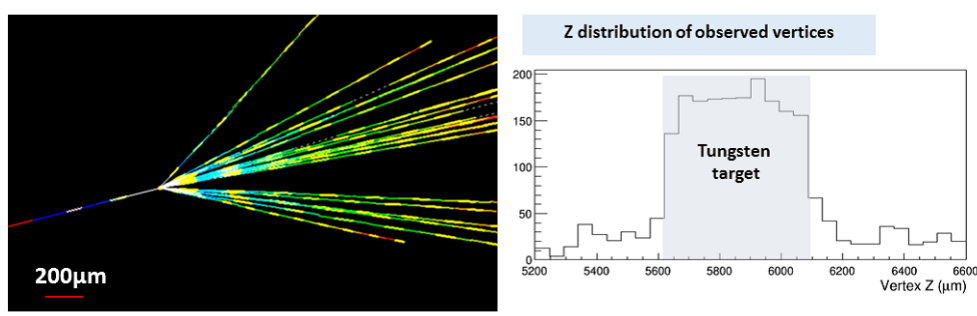 200µm
Z distribution of observed vertices
200
150
100
50
0
Tungsten
target
5200 5400 5600 5800 6000 6200 6400 6600
Vertex Z (µm)